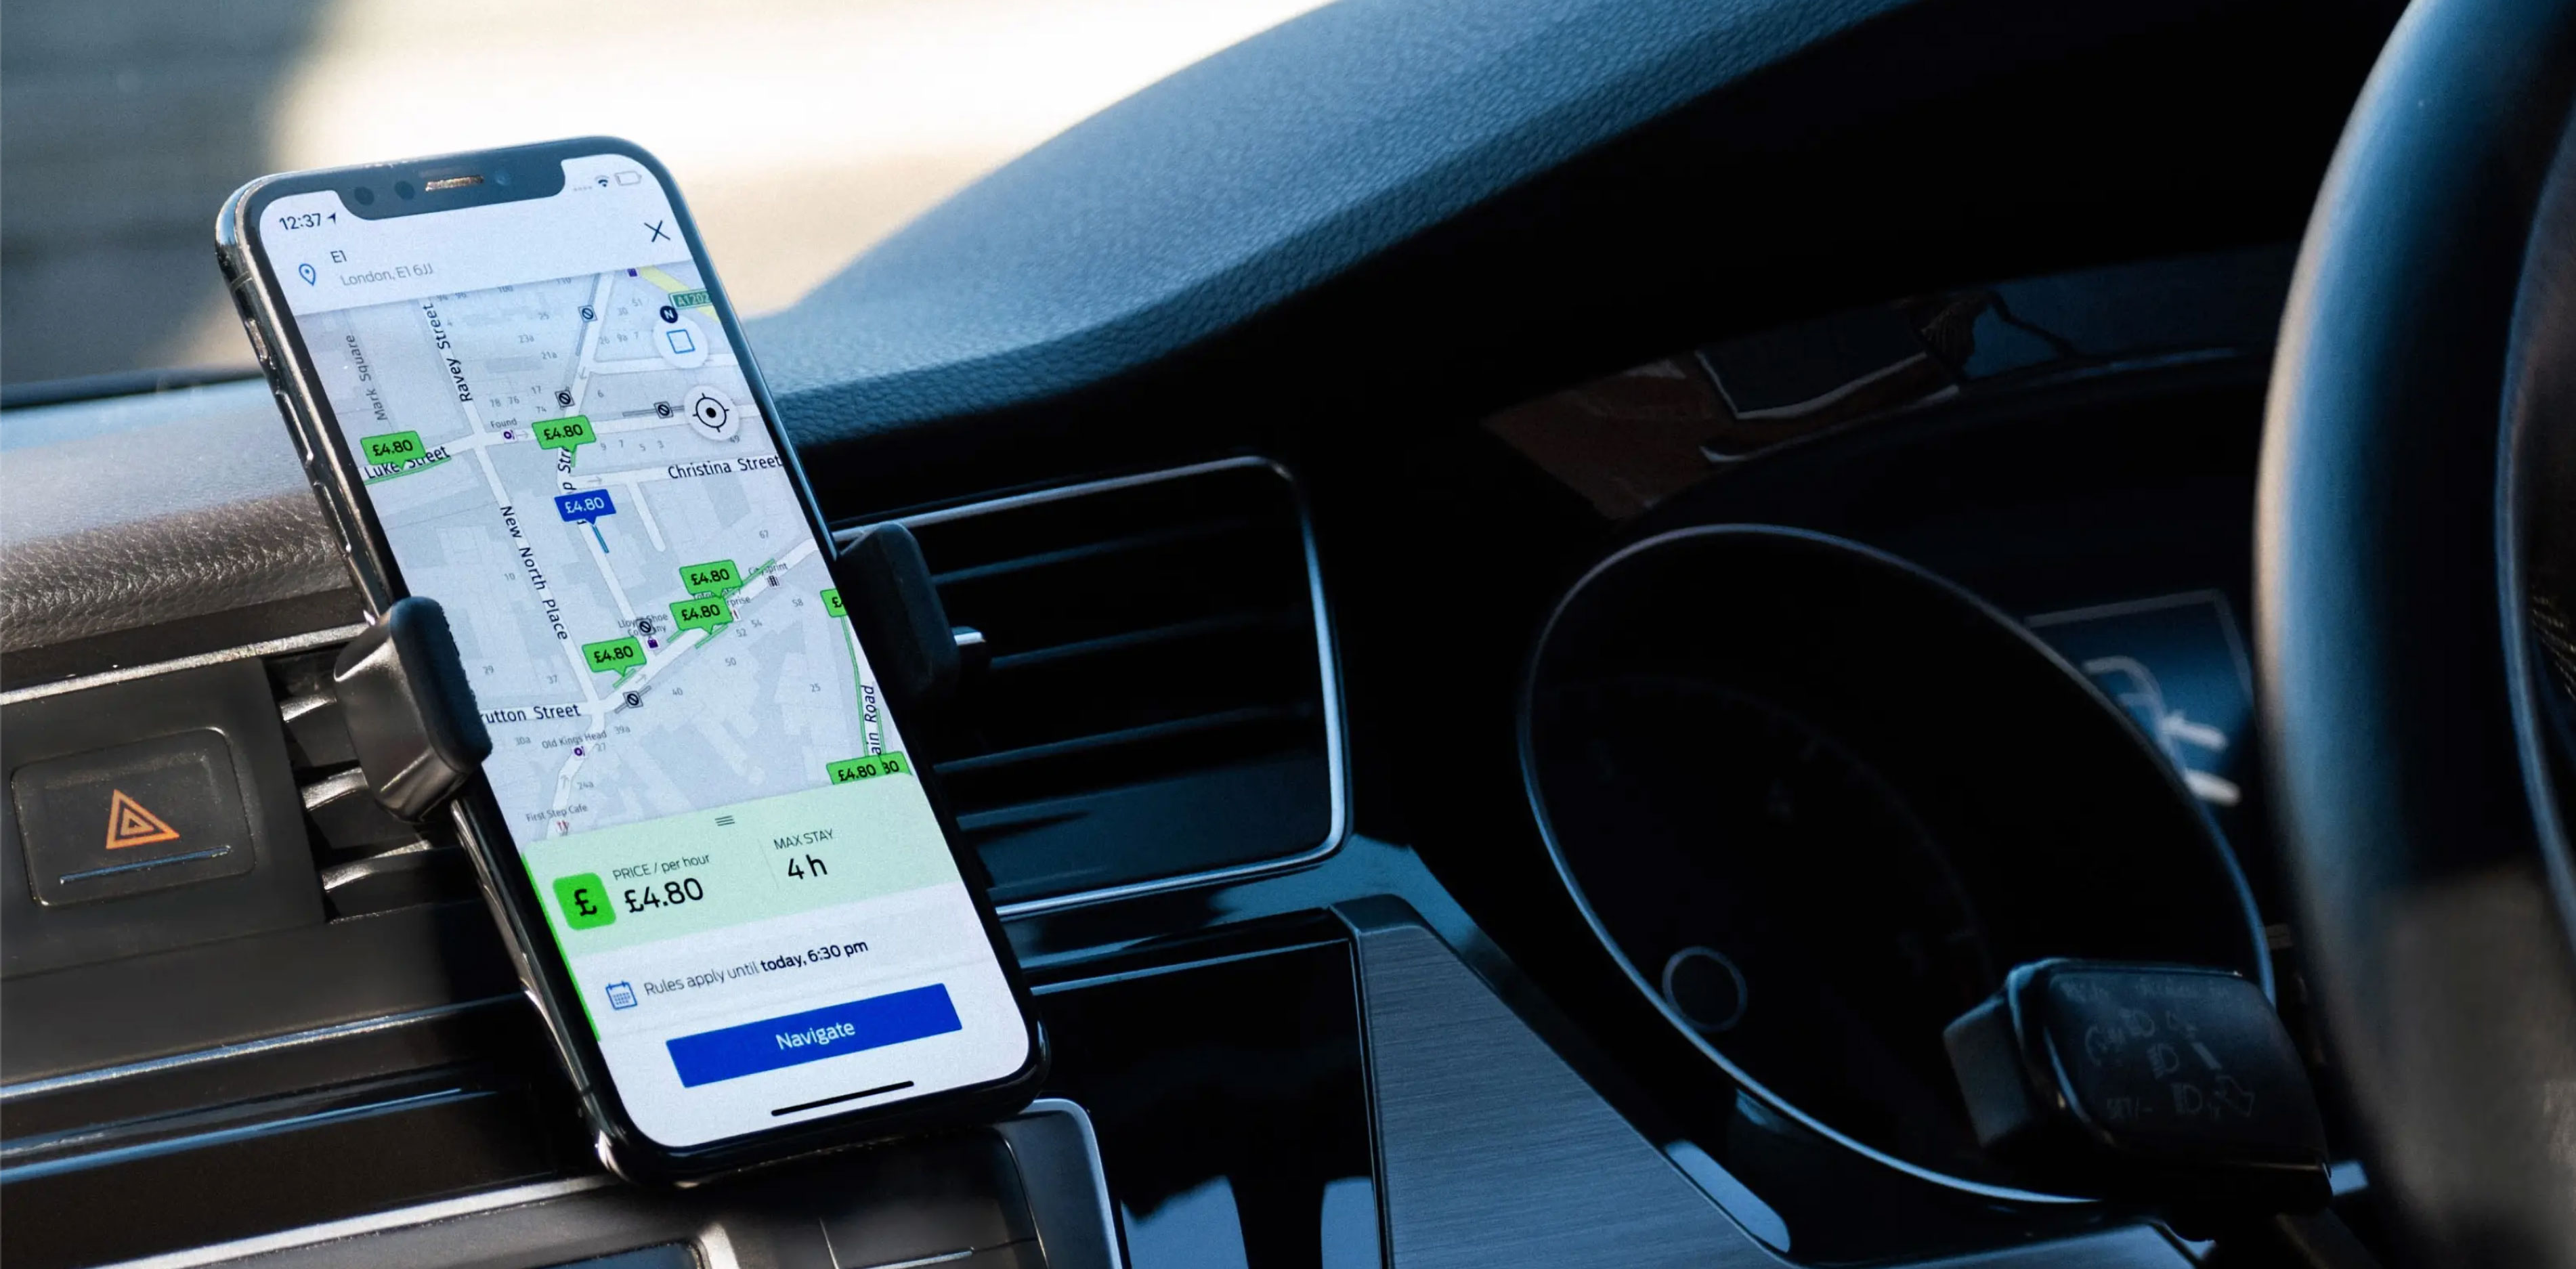 12:37
E1
London, E1 6JJ
A1202
N
Mark Square
Ravey Street
Found
£4.80
£4.80
Luke Street
Christina Street
£4.80
New North Place
£4.80
£4.80
£4.80
£4.80
Old Kings Head
First Step Cafe
PRICE / per hour
£4.80
MAX STAY
4 h
£
Rules apply until today, 6:30 pm
Navigate